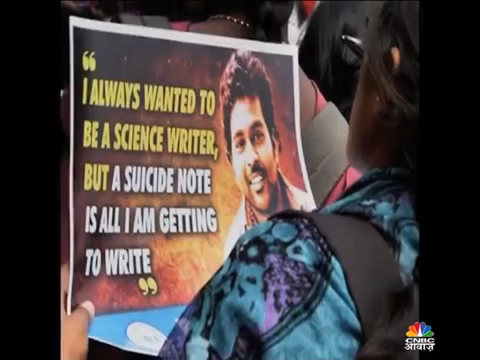 “
I ALWAYS WANTED TO
BE A SCIENCE WRITER,
BUT A SUICIDE NOTE
IS ALL I AM GETTING
TO WRITE
”
CNBC
आवाज़